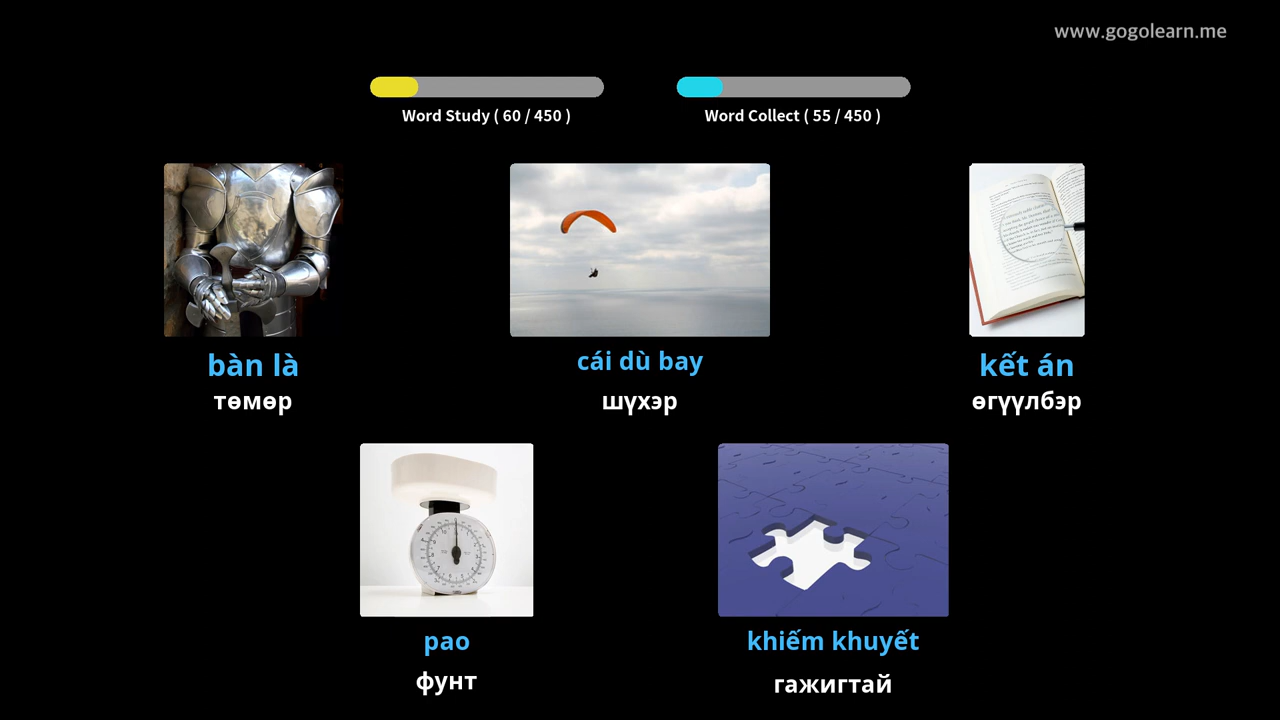 www.gogolearn.me
Word Study ( 60 / 450 )
Word Collect ( 55 / 450 )
bàn là
төмөр
cái dù bay
шүхэр
kết án
өгүүлбэр
pao
фунт
khiếm khuyết
гажигтай